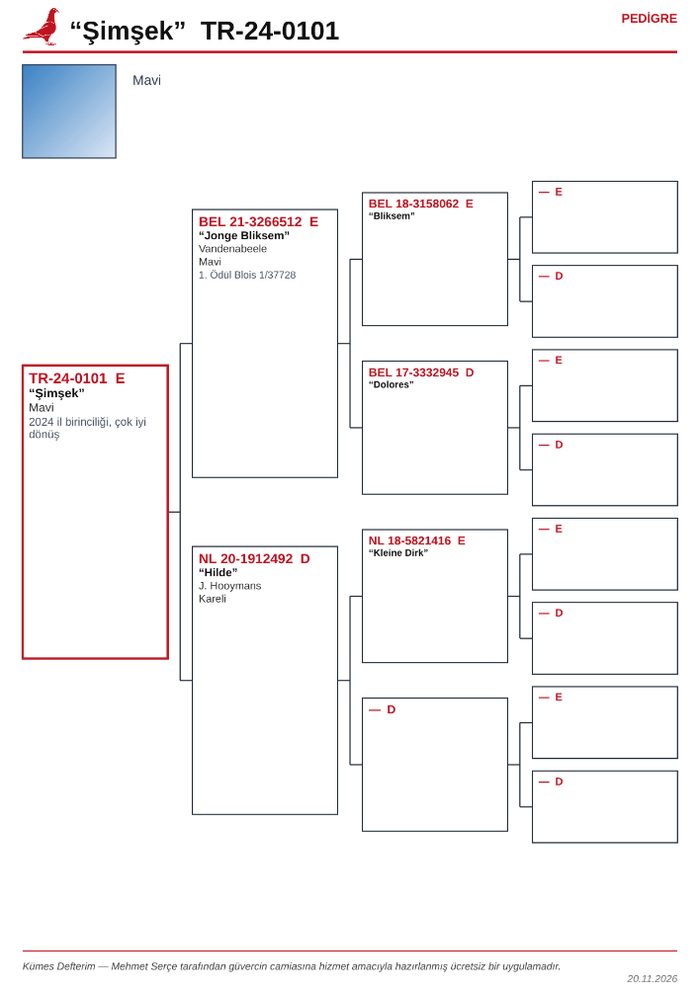 “Şimşek” TR-24-0101
PEDİGRE
Mavi
TR-24-0101 E
“Şimşek”
Mavi
2024 il birinciliği, çok iyi
dönüş
BEL 21-3266512 E
“Jonge Bliksem”
Vandenabeele
Mavi
1. Ödül Blois 1/37728
NL 20-1912492 D
“Hilde”
J. Hooymans
Kareli
BEL 18-3158062 E
“Bliksem”
BEL 17-3332945 D
“Dolores”
NL 18-5821416 E
“Kleine Dirk”
— D
— E
— D
— E
— D
— E
— D
— E
— D
Kümes Defterim — Mehmet Serçe tarafından güvercin camiasına hizmet amacıyla hazırlanmış ücretsiz bir uygulamadır.
20.11.2026